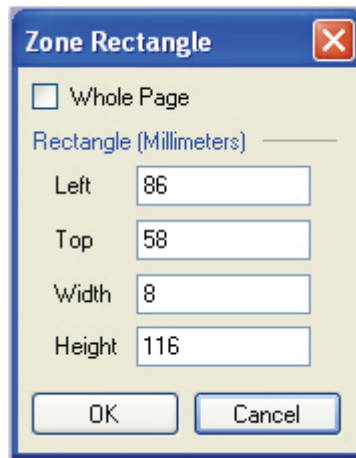 Zone Rectangle
Whole Page
Rectangle (Millimeters)
Left 86
Top 58
Width 8
Height 116
OK Cancel